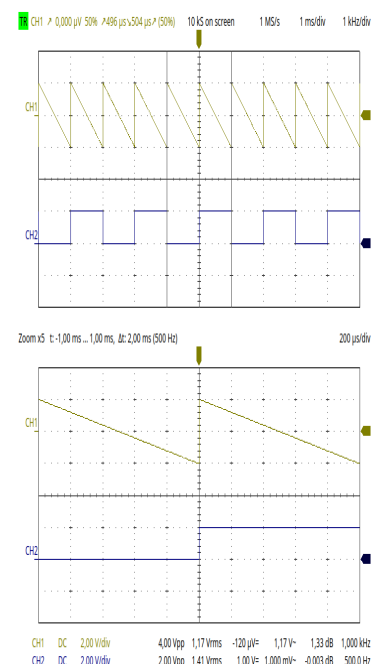 TR CH1 ↗ 0,000 µV 50% ↗496 µs↘504 µs↗ (50%) 10 kS on screen 1 MS/s 1 ms/div 1 kHz/div
CH1
CH2
Zoom x5 t: -1,00 ms ... 1,00 ms, Δt: 2,00 ms (500 Hz) 200 µs/div
CH1
CH2
CH1 DC 2,00 V/div 4,00 Vpp 1,17 Vrms -120 µV= 1,17 V~ 1,33 dB 1,000 kHz
CH2 DC 2,00 V/div 2,00 Vpp 1,41 Vrms 1,00 V= 1,000 mV~ -0,003 dB 500,0 Hz